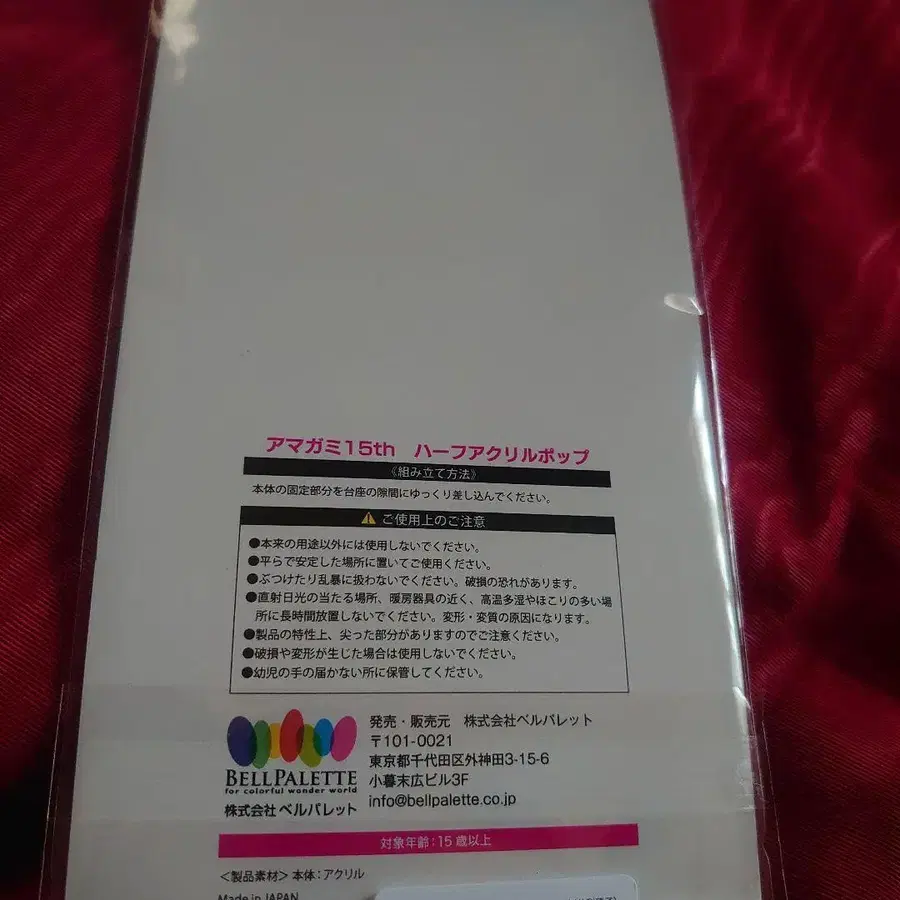 アマガミ15th ハーフアクリルポップ
《組み立て方法》
本体の固定部分を台座の隙間にゆっくり差し込んでください。
⚠ ご使用上のご注意
●本来の用途以外には使用しないでください。
●平らで安定した場所に置いてご使用ください。
●ぶつけたり乱暴に扱わないでください。破損の恐れがあります。
●直射日光の当たる場所、暖房器具の近く、高温多湿やほこりの多い場
所に長時間放置しないでください。変形・変質の原因になります。
●製品の特性上、尖った部分がありますのでご注意ください。
●破損や変形が生じた場合は使用しないでください。
●幼児の手の届かない所に保管してください。
BELLPALETTE
for colorful wonder world
株式会社ベルパレット
発売・販売元 株式会社ベルパレット
〒101-0021
東京都千代田区外神田3-15-6
小暮末広ビル3F
info@bellpalette.co.jp
対象年齢:15歳以上
＜製品素材＞本体:アクリル
Made in JAPAN